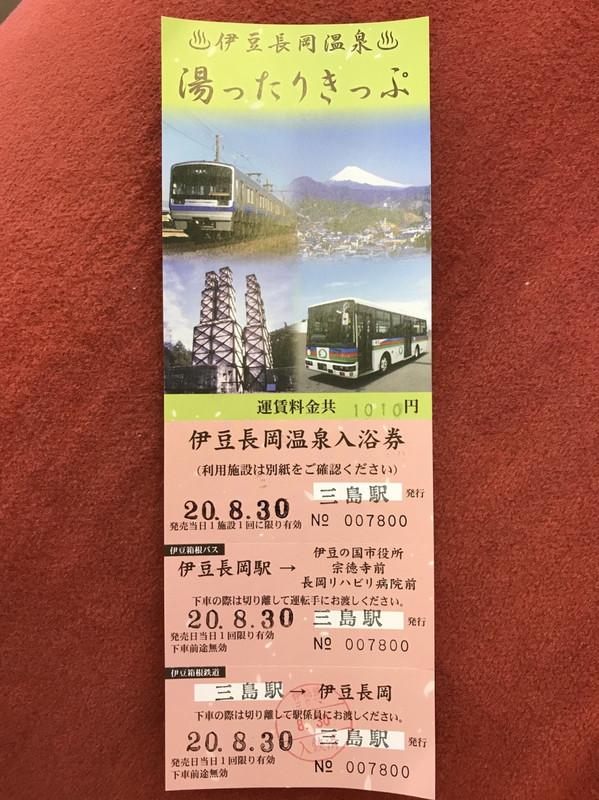 ♨伊豆長岡温泉♨
湯ったりきっぷ
運賃料金共 1010円
伊豆長岡温泉入浴券
(利用施設は別紙をご確認ください)
20.8.30 三島駅 発行
発売当日1施設1回に限り有効 № 007800
伊豆箱根バス
伊豆長岡駅 → 伊豆の国市役所
宗徳寺前
長岡リハビリ病院前
下車の際は切り離して運転手にお渡しください。
20.8.30 三島駅 発行
発売日当日1回限り有効
下車前途無効 № 007800
伊豆箱根鉄道
三島駅 → 伊豆長岡
下車の際は切り離して駅係員にお渡しください。
8.30
20.8.30 三島駅 発行
発売日当日1回限り有効
下車前途無効 № 007800